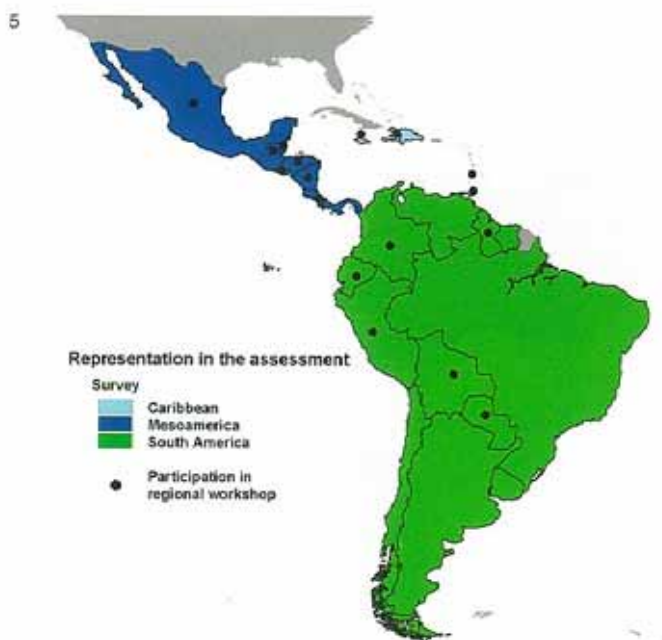 5
Representation in the assessment
Survey
Caribbean
Mesoamerica
South America
Participation in
regional workshop